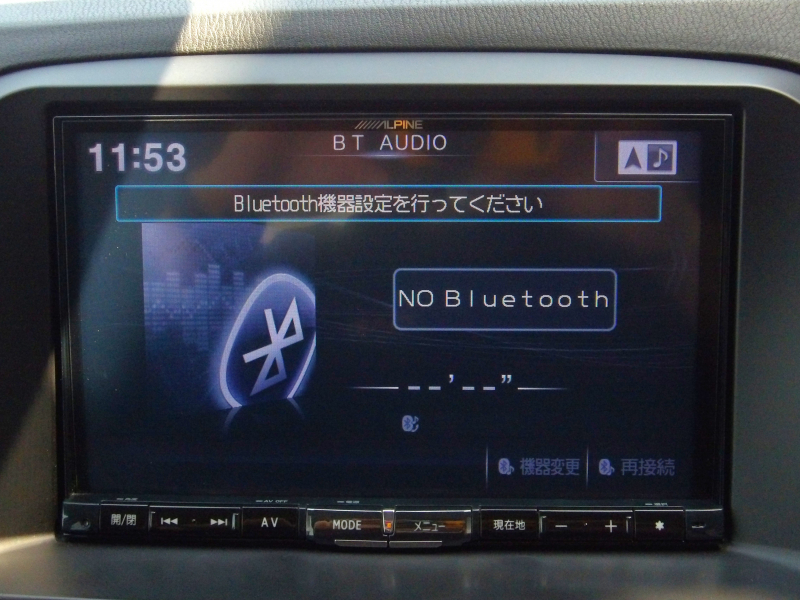 ALPINE
BT AUDIO
11:53
Bluetooth機器設定を行ってください
NO Bluetooth
--’--”
機器変更 再接続
開/閉 AV MODE メニュー 現在地 − + ✱